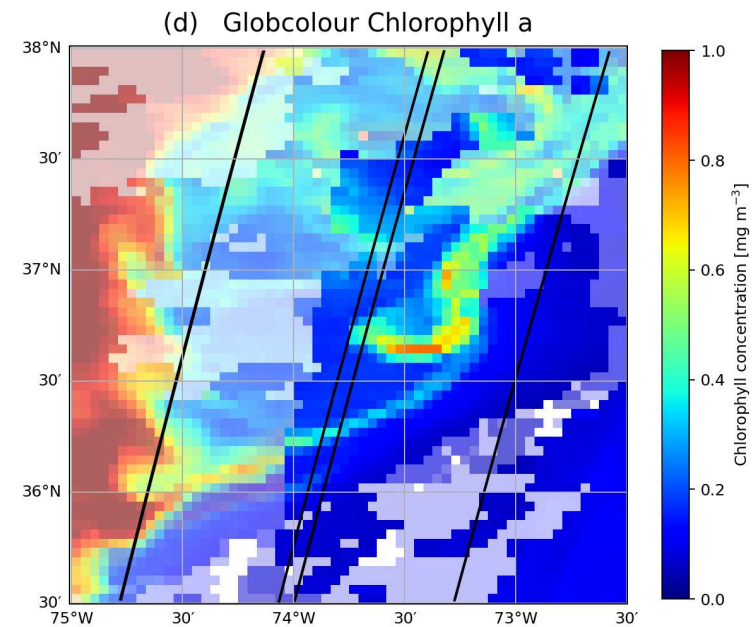 (d) Globcolour Chlorophyll a
38°N
30′
37°N
30′
36°N
30′
75°W 30′ 74°W 30′ 73°W 30′
1.0
0.8
0.6
0.4
0.2
0.0
Chlorophyll concentration [mg m⁻³]